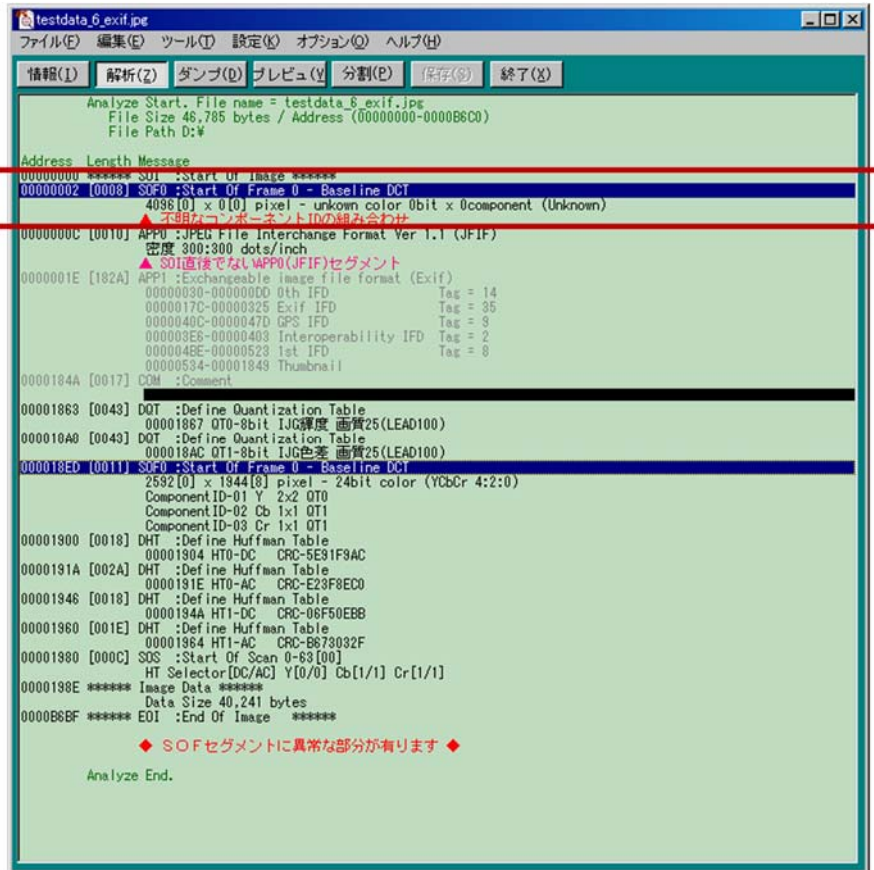 testdata_6_exif.jpg
ファイル(F) 編集(E) ツール(T) 設定(K) オプション(O) ヘルプ(H)
情報(I) 解析(Z) ダンプ(D) プレビュ(V 分割(P) 保存(S) 終了(X)
Analyze Start. File name = testdata_6_exif.jpg
File Size 46,785 bytes / Address (00000000-0000B6C0)
File Path D:¥
Address Length Message
00000000 ****** SOI :Start Of Image ******
00000002 [0008] SOF0 :Start Of Frame 0 - Baseline DCT
4096[0] x 0[0] pixel - unkown color 0bit x 0component (Unknown)
▲ 不明なコンポーネントIDの組み合わせ
0000000C [0010] APP0 :JPEG File Interchange Format Ver 1.1 (JFIF)
密度 300:300 dots/inch
▲ SOI直後でないAPP0(JFIF)セグメント
0000001E [182A] APP1 :Exchangeable image file format (Exif)
00000030-000000DD 0th IFD Tag = 14
0000017C-00000325 Exif IFD Tag = 35
0000040C-0000047D GPS IFD Tag = 9
000003E6-00000403 Interoperability IFD Tag = 2
000004BE-00000523 1st IFD Tag = 8
00000534-00001849 Thumbnail
0000184A [0017] COM :Comment
00001863 [0043] DQT :Define Quantization Table
00001867 QT0-8bit IJG輝度 画質25(LEAD100)
000018A8 [0043] DQT :Define Quantization Table
000018AC QT1-8bit IJG色差 画質25(LEAD100)
000018ED [0011] SOF0 :Start Of Frame 0 - Baseline DCT
2592[0] x 1944[8] pixel - 24bit color (YCbCr 4:2:0)
ComponentID-01 Y 2x2 QT0
ComponentID-02 Cb 1x1 QT1
ComponentID-03 Cr 1x1 QT1
00001900 [0018] DHT :Define Huffman Table
00001904 HT0-DC CRC-5E91F9AC
0000191A [002A] DHT :Define Huffman Table
0000191E HT0-AC CRC-E23F8EC0
00001946 [0018] DHT :Define Huffman Table
0000194A HT1-DC CRC-06F50EBB
00001960 [001E] DHT :Define Huffman Table
00001964 HT1-AC CRC-B673032F
00001980 [000C] SOS :Start Of Scan 0-63[00]
HT Selector[DC/AC] Y[0/0] Cb[1/1] Cr[1/1]
0000198E ****** Image Data ******
Data Size 40,241 bytes
0000B6BF ****** EOI :End Of Image ******
◆ SOFセグメントに異常な部分が有ります ◆
Analyze End.